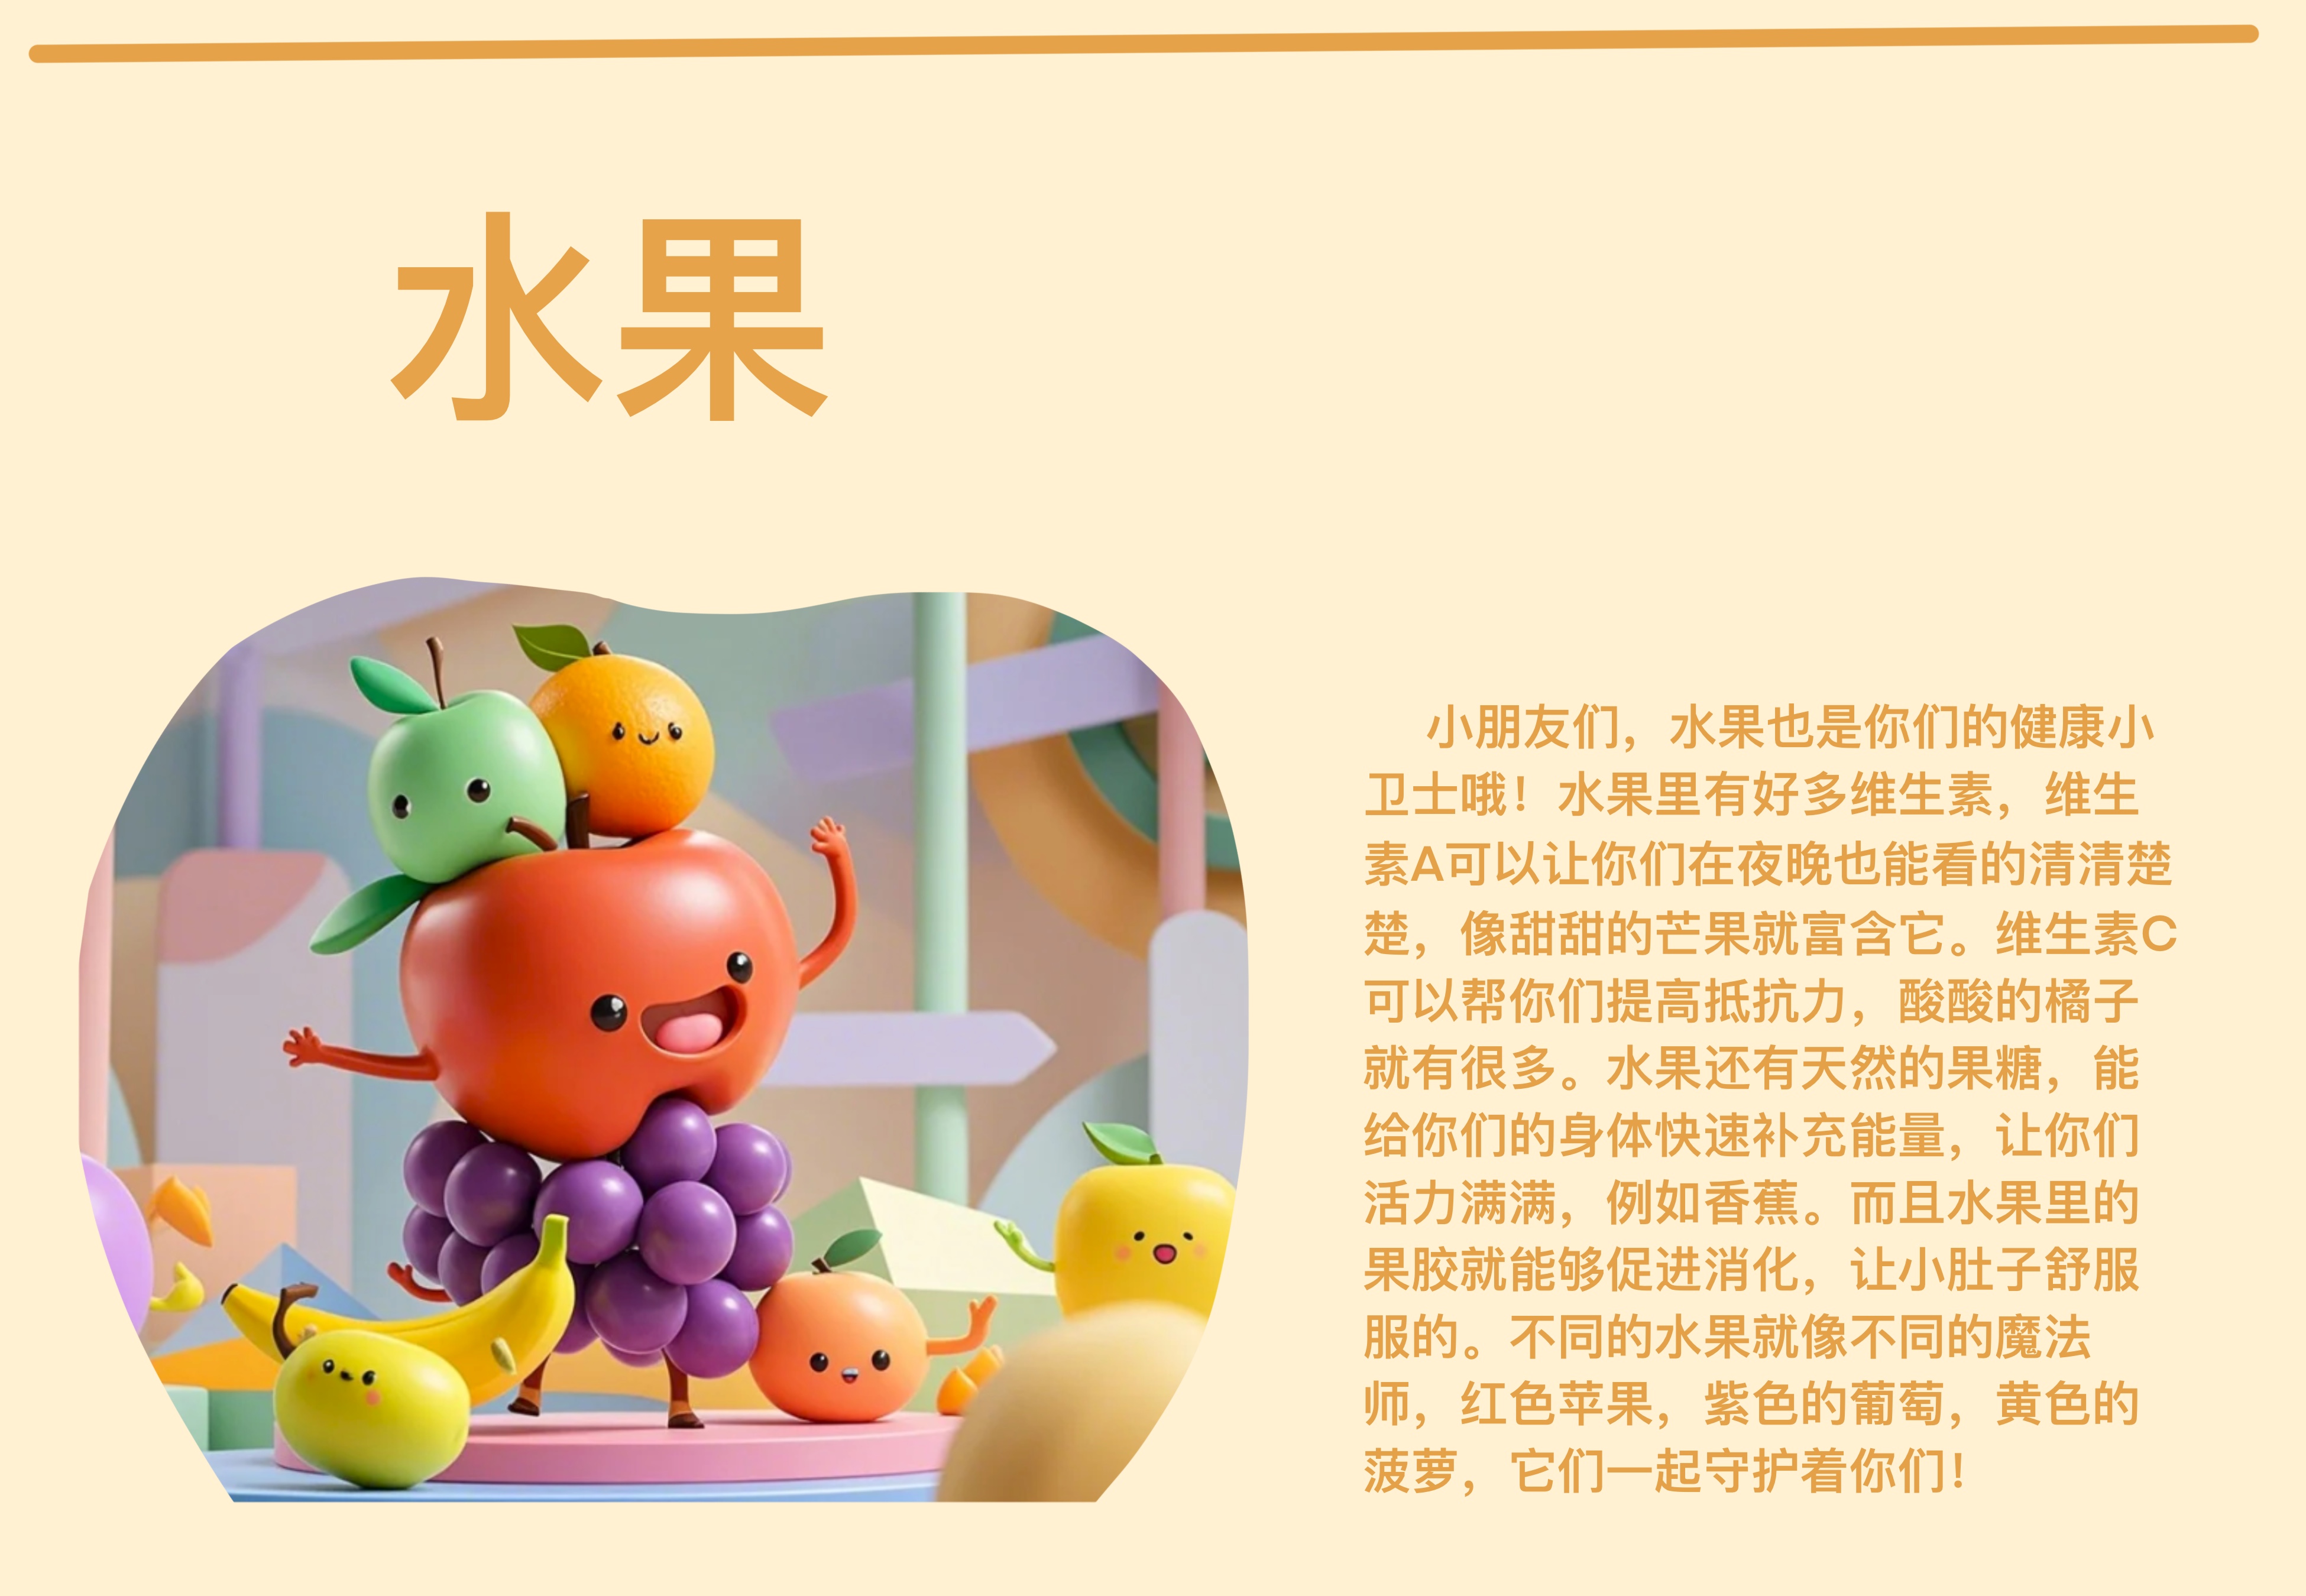 水果
小朋友们，水果也是你们的健康小
卫士哦！水果里有好多维生素，维生
素A可以让你们在夜晚也能看的清清楚
楚，像甜甜的芒果就富含它。维生素C
可以帮你们提高抵抗力，酸酸的橘子
就有很多。水果还有天然的果糖，能
给你们的身体快速补充能量，让你们
活力满满，例如香蕉。而且水果里的
果胶就能够促进消化，让小肚子舒服
服的。不同的水果就像不同的魔法
师，红色苹果，紫色的葡萄，黄色的
菠萝，它们一起守护着你们！